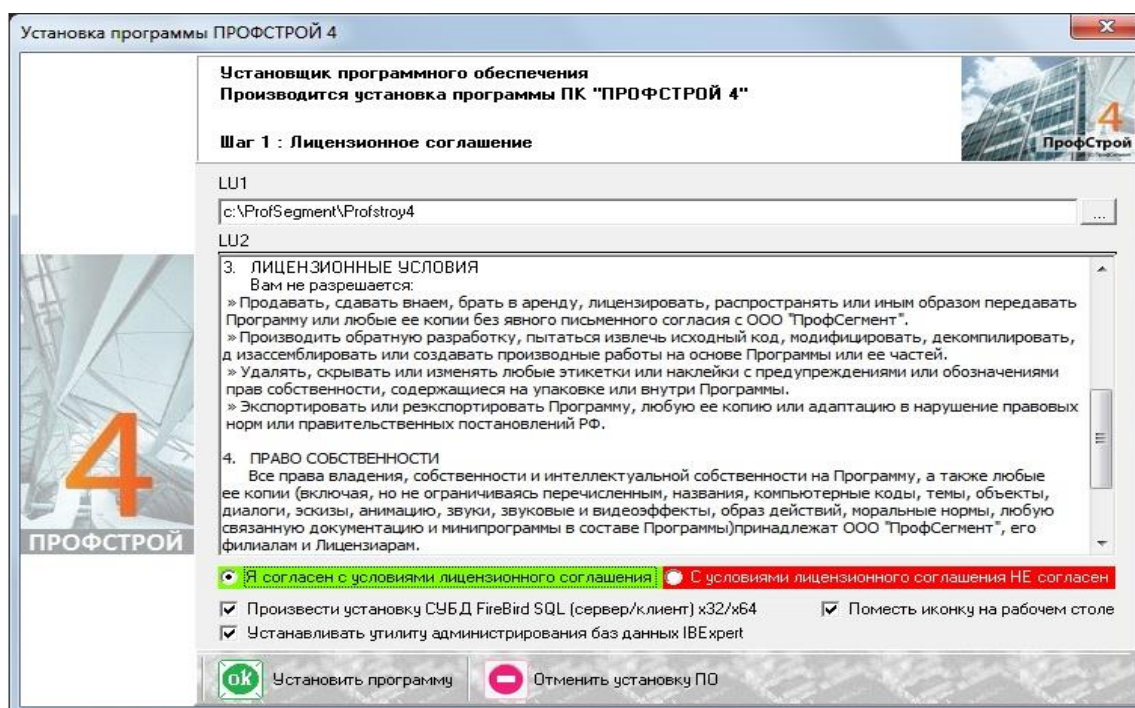 Установка программы ПРОФСТРОЙ 4
Установщик программного обеспечения
Производится установка программы ПК "ПРОФСТРОЙ 4"
Шаг 1 : Лицензионное соглашение
4
ПрофСтрой
LU1
c:\ProfSegment\Profstroy4
...
LU2
3. ЛИЦЕНЗИОННЫЕ УСЛОВИЯ
Вам не разрешается:
» Продавать, сдавать внаем, брать в аренду, лицензировать, распространять или иным образом передавать
Программу или любые ее копии без явного письменного согласия с ООО "ПрофСегмент".
» Производить обратную разработку, пытаться извлечь исходный код, модифицировать, декомпилировать,
д изассемблировать или создавать производные работы на основе Программы или ее частей.
» Удалять, скрывать или изменять любые этикетки или наклейки с предупреждениями или обозначениями
прав собственности, содержащиеся на упаковке или внутри Программы.
» Экспортировать или реэкспортировать Программу, любую ее копию или адаптацию в нарушение правовых
норм или правительственных постановлений РФ.
4. ПРАВО СОБСТВЕННОСТИ
Все права владения, собственности и интеллектуальной собственности на Программу, а также любые
ее копии (включая, но не ограничиваясь перечисленным, названия, компьютерные коды, темы, объекты,
диалоги, эскизы, анимацию, звуки, звуковые и видеоэффекты, образ действий, моральные нормы, любую
связанную документацию и минипрограммы в составе Программы)принадлежат ООО "ПрофСегмент", его
филиалам и Лицензиарам.
4
ПРОФСТРОЙ
Я согласен с условиями лицензионного соглашения С условиями лицензионного соглашения НЕ согласен
Произвести установку СУБД FireBird SQL (сервер/клиент) x32/x64 Поместь иконку на рабочем столе
Устанавливать утилиту администрирования баз данных IBExpert
ok Установить программу Отменить установку ПО